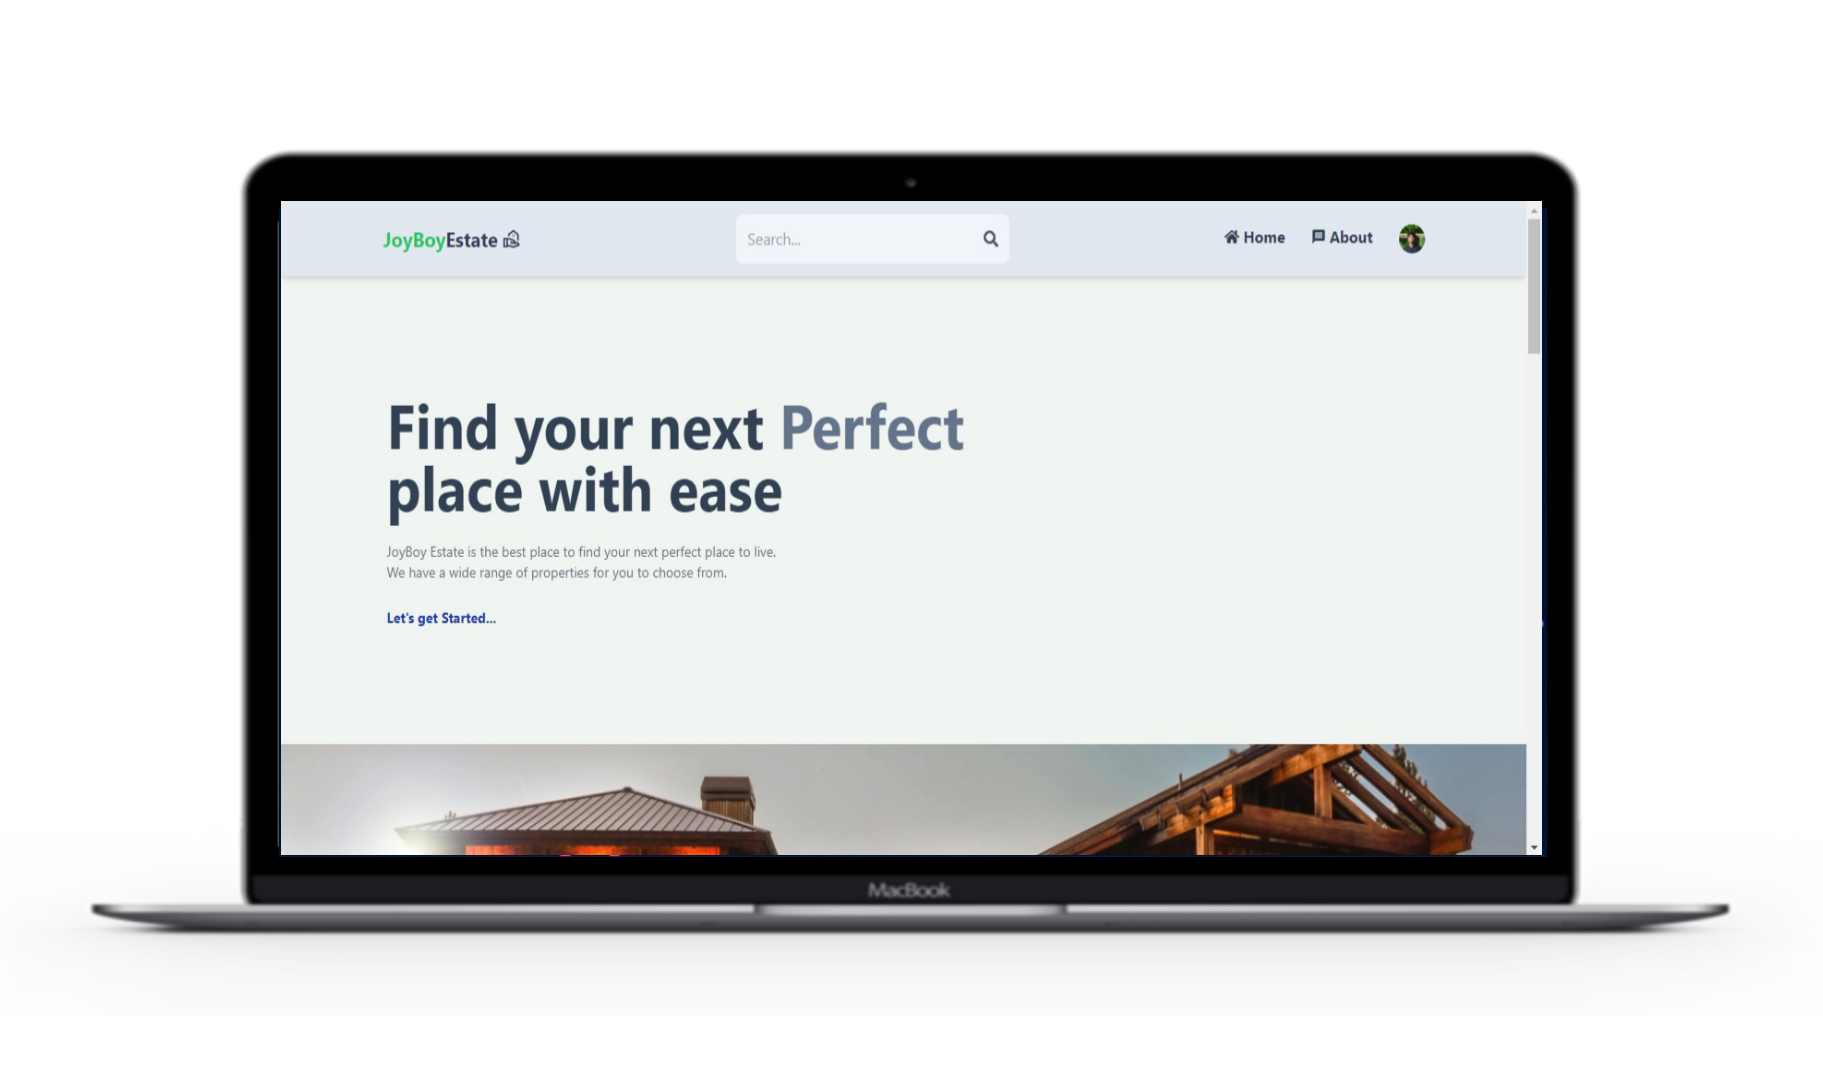 JoyBoyEstate
Search...
Home
About
Find your next Perfect
place with ease
JoyBoy Estate is the best place to find your next perfect place to live.
We have a wide range of properties for you to choose from.
Let's get Started...
MacBook